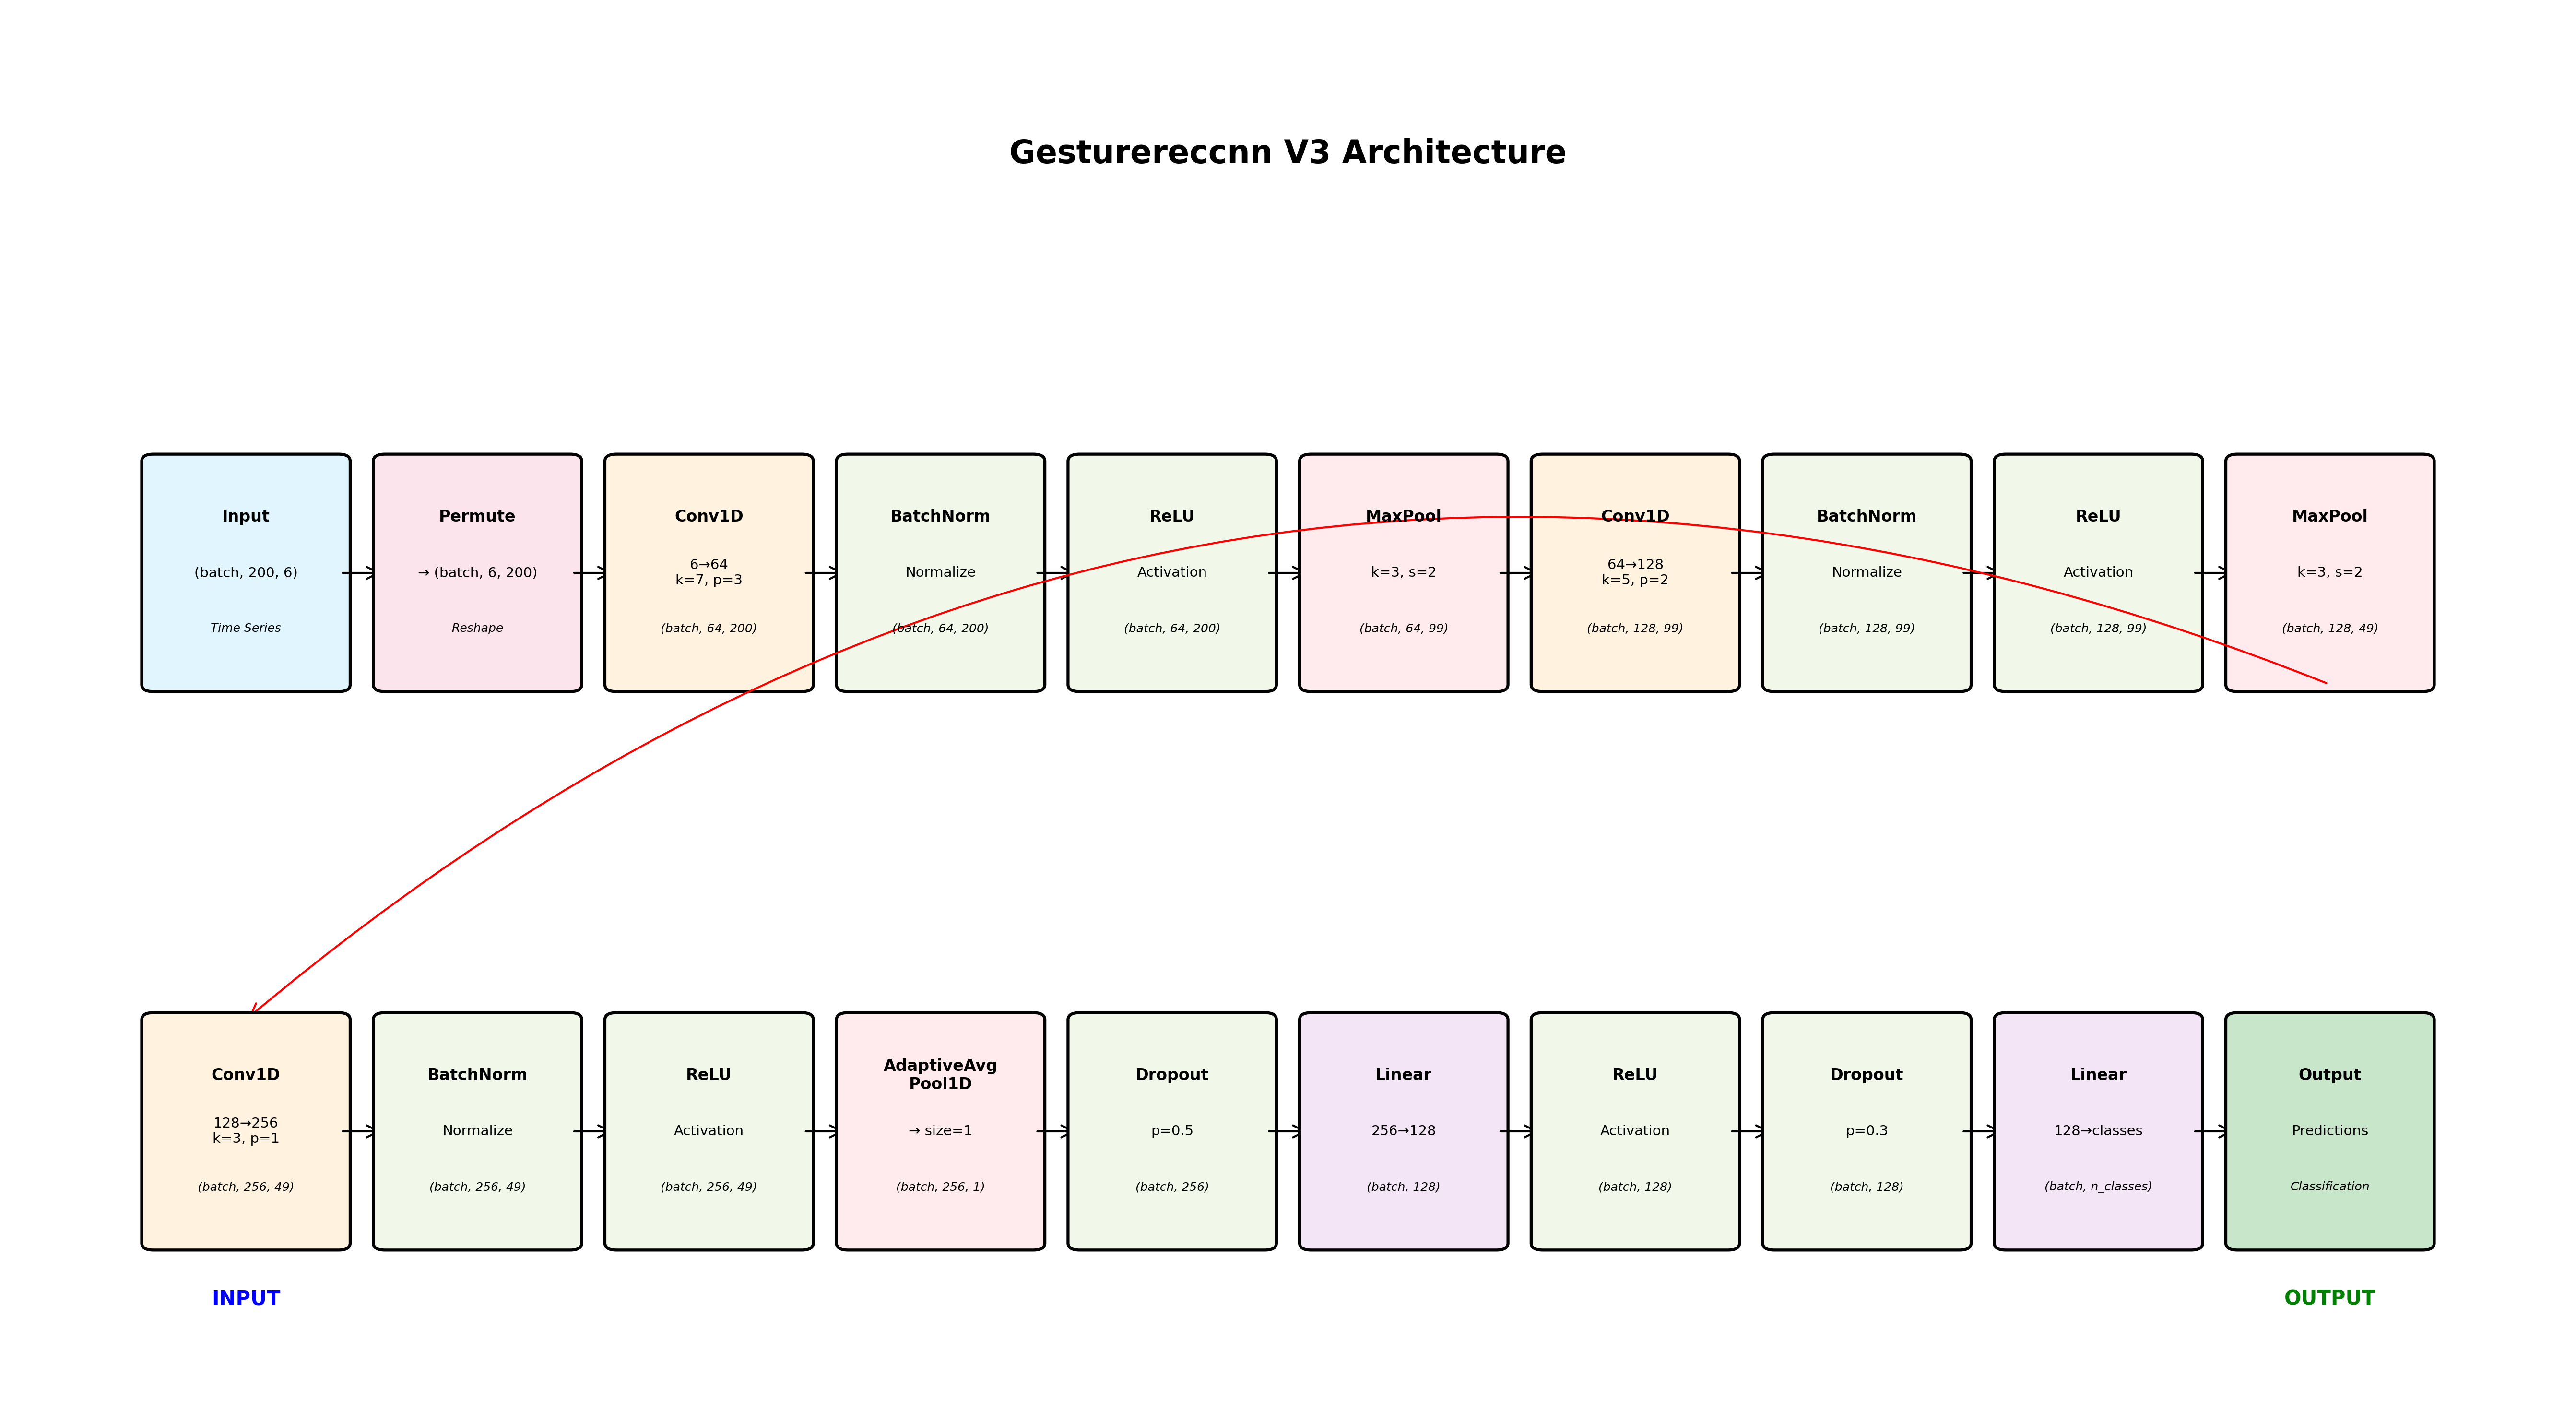 Gesturereccnn V3 Architecture
Input
(batch, 200, 6)
Time Series
Permute
→ (batch, 6, 200)
Reshape
Conv1D
6→64
k=7, p=3
(batch, 64, 200)
BatchNorm
Normalize
(batch, 64, 200)
ReLU
Activation
(batch, 64, 200)
MaxPool
k=3, s=2
(batch, 64, 99)
Conv1D
64→128
k=5, p=2
(batch, 128, 99)
BatchNorm
Normalize
(batch, 128, 99)
ReLU
Activation
(batch, 128, 99)
MaxPool
k=3, s=2
(batch, 128, 49)
Conv1D
128→256
k=3, p=1
(batch, 256, 49)
BatchNorm
Normalize
(batch, 256, 49)
ReLU
Activation
(batch, 256, 49)
AdaptiveAvg
Pool1D
→ size=1
(batch, 256, 1)
Dropout
p=0.5
(batch, 256)
Linear
256→128
(batch, 128)
ReLU
Activation
(batch, 128)
Dropout
p=0.3
(batch, 128)
Linear
128→classes
(batch, n_classes)
Output
Predictions
Classification
INPUT
OUTPUT